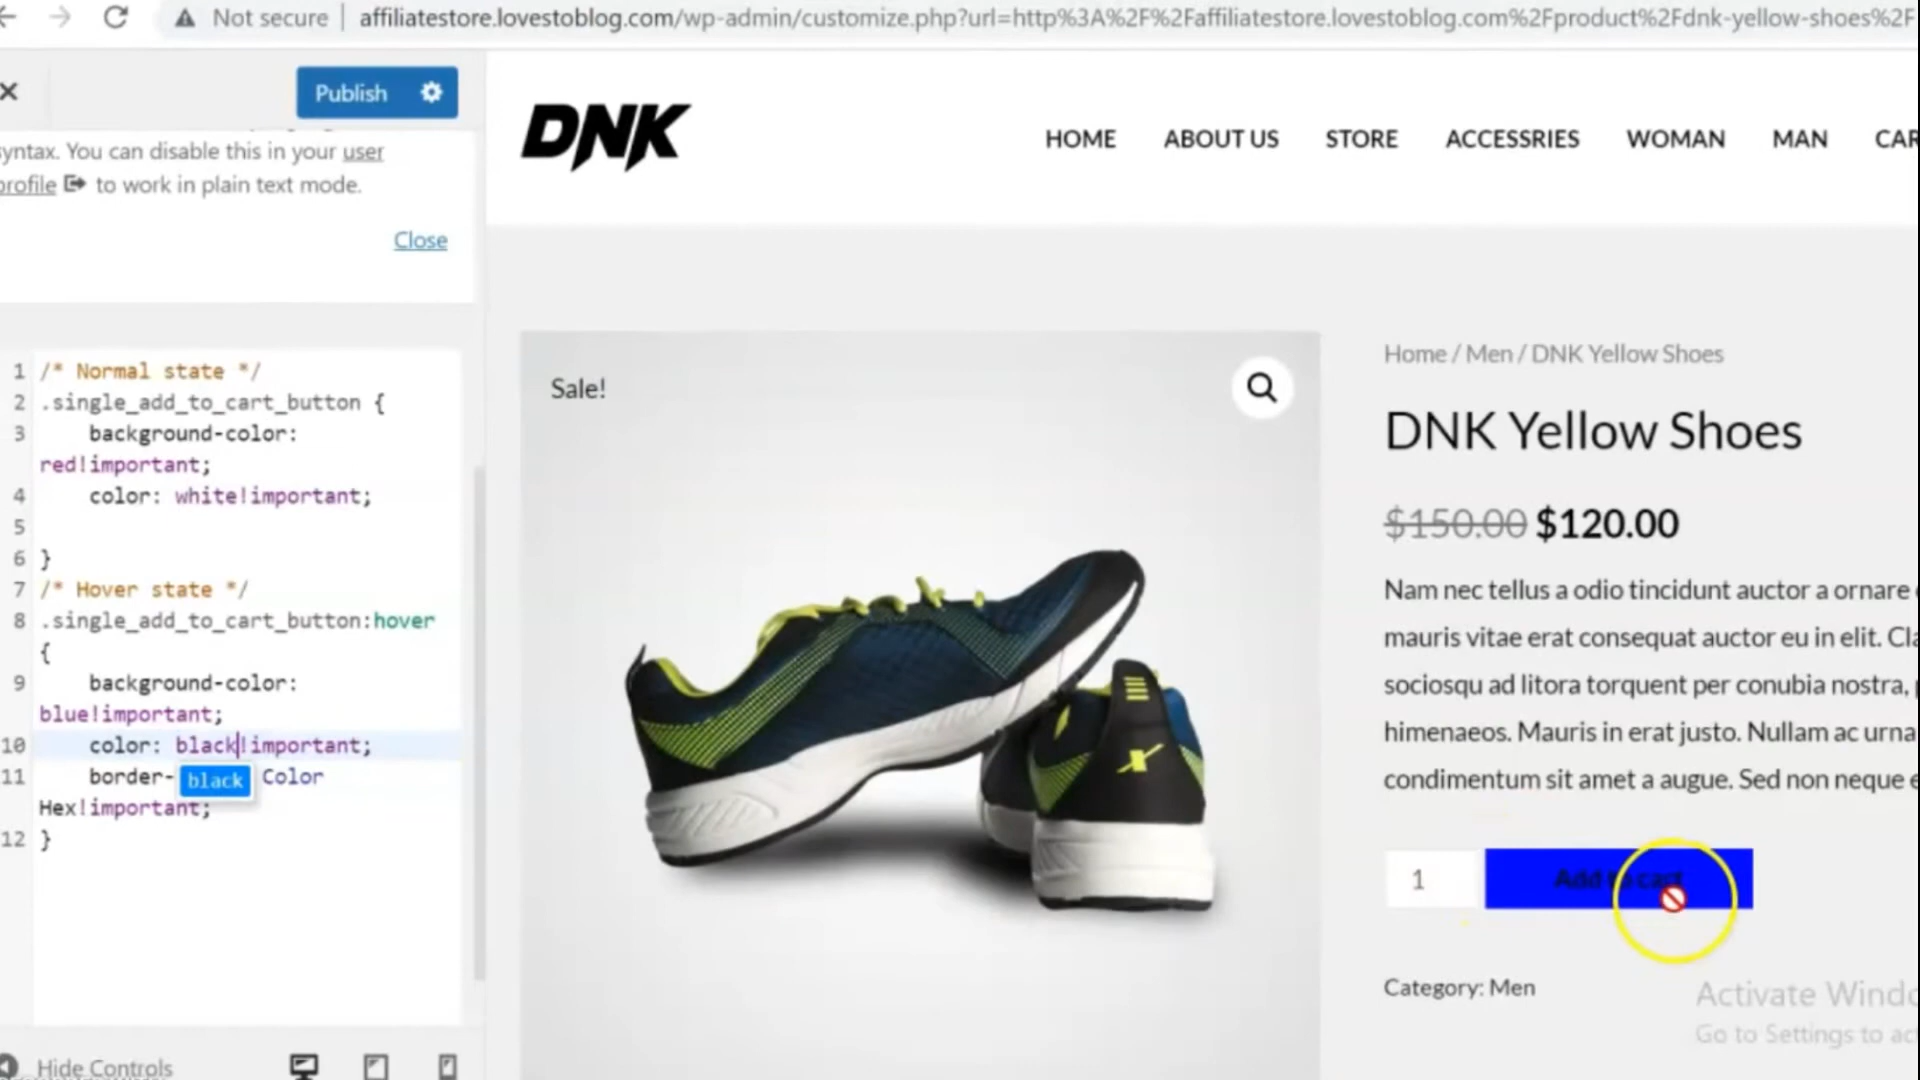 Not secure
affiliatestore.lovestoblog.com/wp-admin/customize.php?url=http%3A%2F%2Faffiliatestore.lovestoblog.com%2Fproduct%2Fdnk-yellow-shoes%2F
Publish
syntax. You can disable this in your user
profile to work in plain text mode.
Close
1 /* Normal state */
2 .single_add_to_cart_button {
3 background-color:
red!important;
4 color: white!important;
5
6 }
7 /* Hover state */
8 .single_add_to_cart_button:hover
{
9 background-color:
blue!important;
10 color: black!important;
11 border- Color
black
Hex!important;
12 }
Hide Controls
DNK
HOME ABOUT US STORE ACCESSRIES WOMAN MAN CAR
Sale!
Home / Men / DNK Yellow Shoes
DNK Yellow Shoes
$150.00 $120.00
Nam nec tellus a odio tincidunt auctor a ornare
mauris vitae erat consequat auctor eu in elit. Cla
sociosqu ad litora torquent per conubia nostra,
himenaeos. Mauris in erat justo. Nullam ac urna
condimentum sit amet a augue. Sed non neque e
1
Add to cart
Category: Men
Activate Windo
Go to Settings to ac